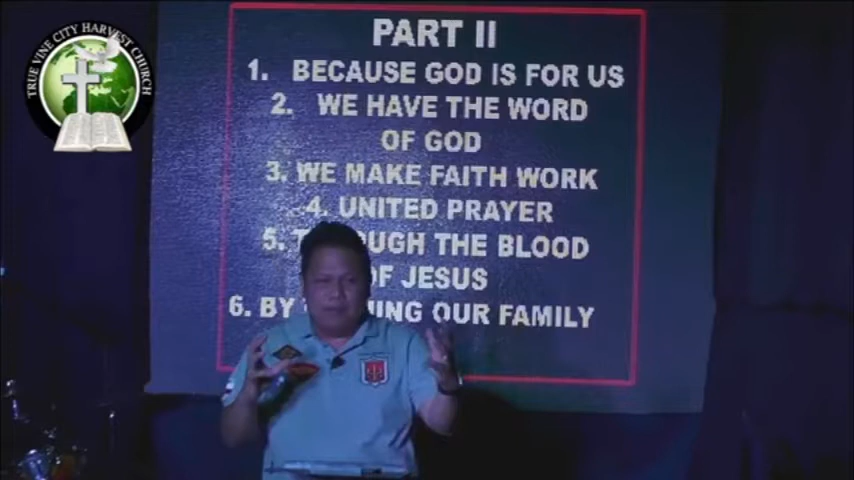 TRUE VINE CITY HARVEST CHURCH
PART II
1. BECAUSE GOD IS FOR US
2. WE HAVE THE WORD
OF GOD
3. WE MAKE FAITH WORK
4. UNITED PRAYER
5. THROUGH THE BLOOD
OF JESUS
6. BY OUR FAMILY